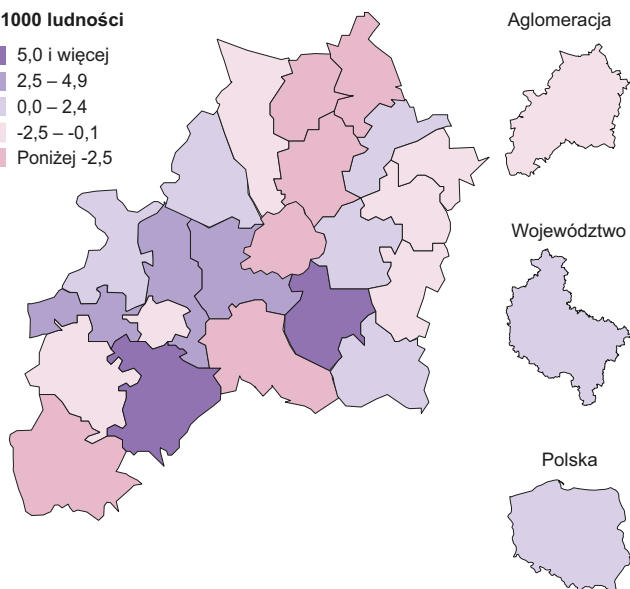 1000 ludności
5,0 i więcej
2,5 – 4,9
0,0 – 2,4
-2,5 – -0,1
Poniżej -2,5
Aglomeracja
Województwo
Polska